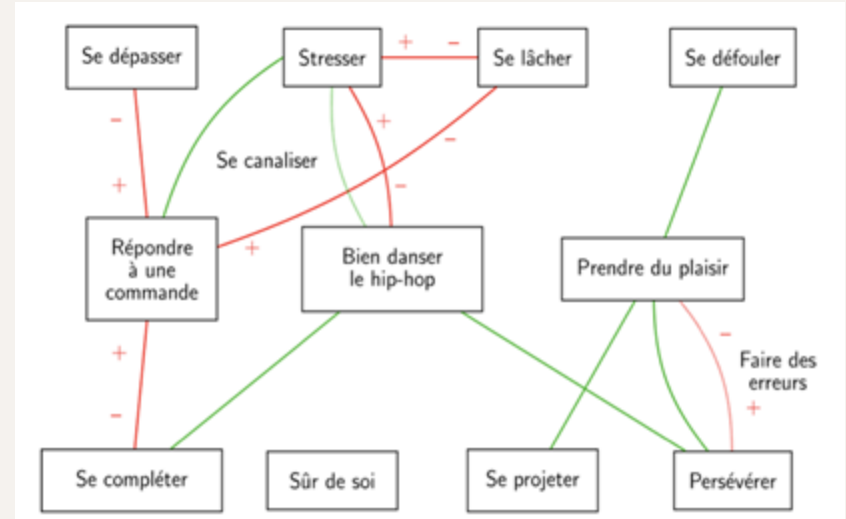 Se dépasser
Stresser
+ −
Se lâcher
Se défouler
−
+
−
Se canaliser
+
−
Répondre
à une
commande
+
Bien danser
le hip-hop
Prendre du plaisir
+
−
−
Faire des
erreurs
+
Se compléter
Sûr de soi
Se projeter
Persévérer